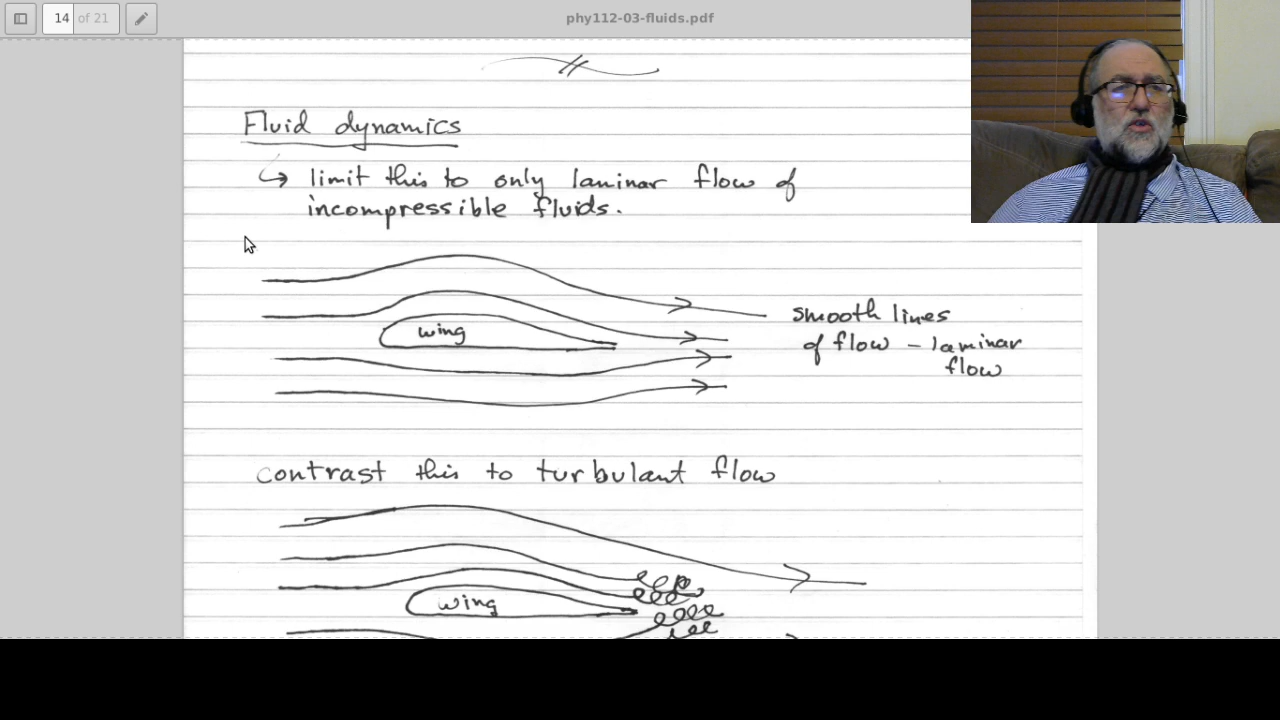 14 of 21
phy112-03-fluids.pdf
Fluid dynamics
↳ limit this to only laminar flow of
incompressible fluids.
wing
smooth lines
of flow - laminar
flow
contrast this to turbulant flow
wing